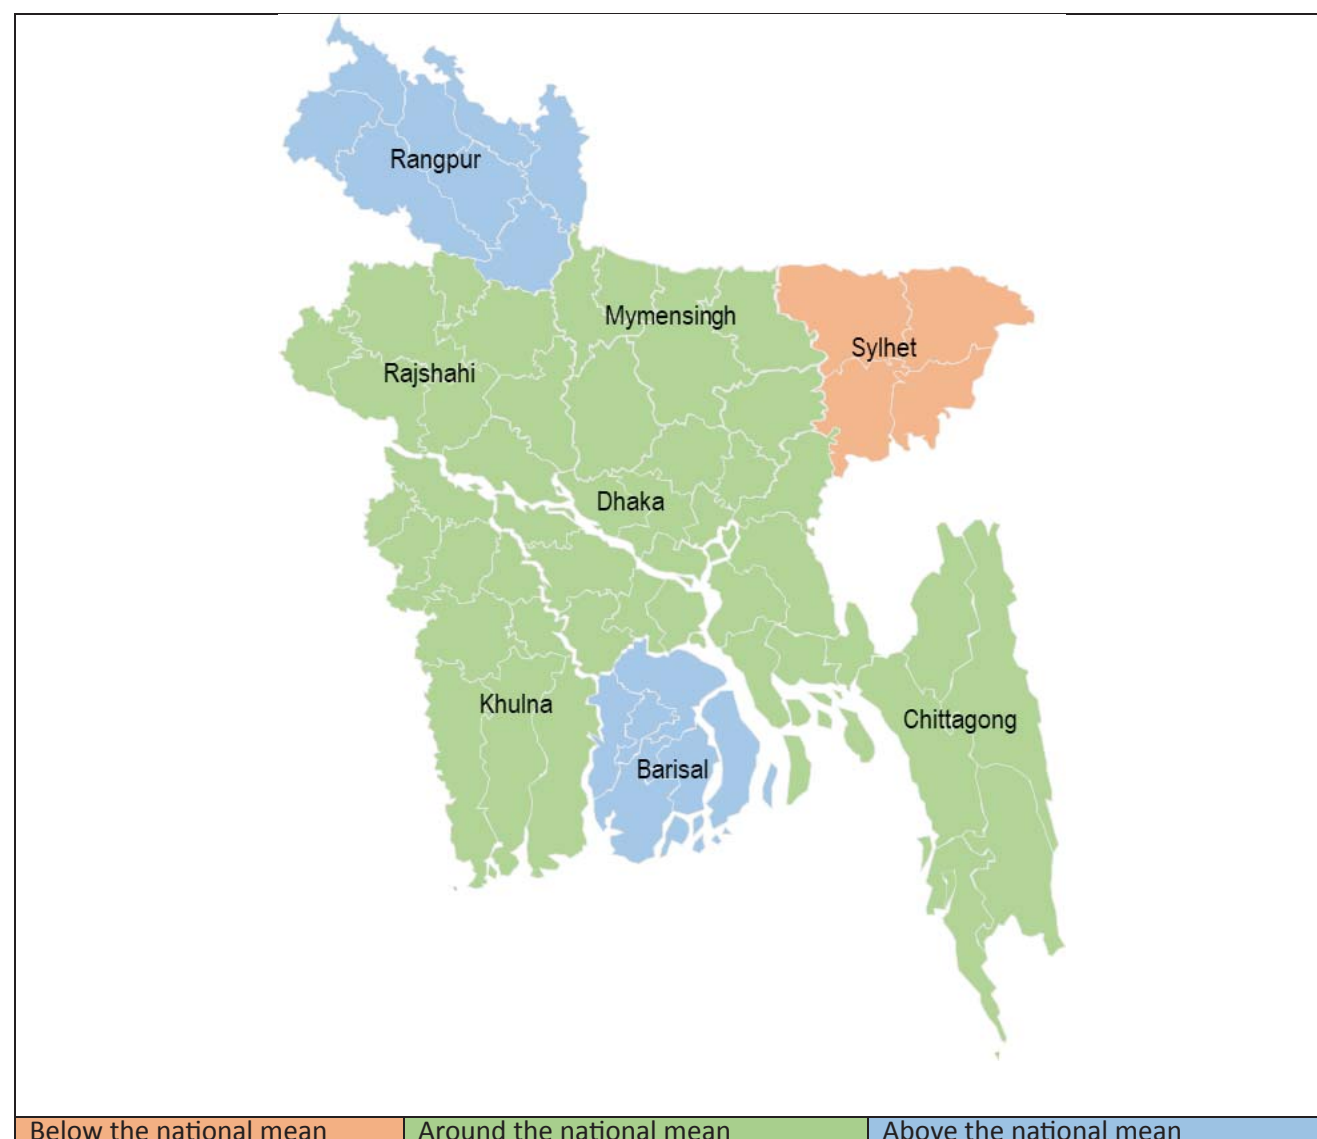 Rangpur
Mymensingh
Sylhet
Rajshahi
Dhaka
Khulna
Chittagong
Barisal
Below the national mean
Around the national mean
Above the national mean